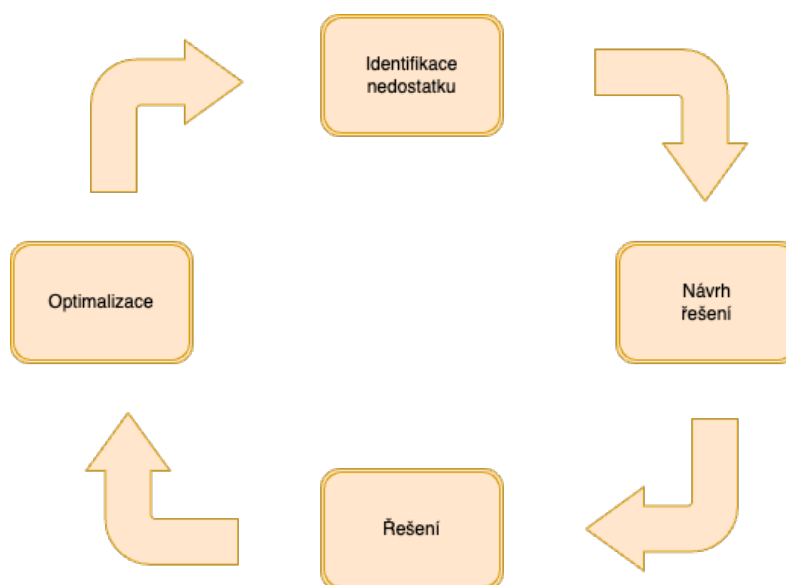 Identifikace
nedostatku
Optimalizace
Návrh
řešení
Řešení